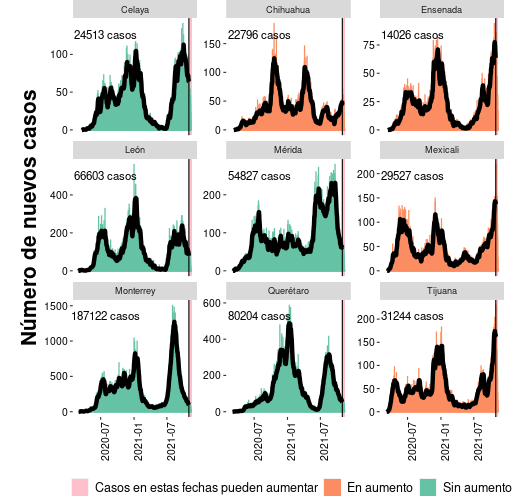 Número de nuevos casos
Celaya
24513 casos
100
50
0
Chihuahua
22796 casos
150
100
50
0
Ensenada
14026 casos
75
50
25
0
León
66603 casos
400
200
0
Mérida
54827 casos
200
100
0
Mexicali
29527 casos
200
150
100
50
0
Monterrey
187122 casos
1500
1000
500
0
Querétaro
80204 casos
600
400
200
0
Tijuana
31244 casos
200
150
100
50
0
2020-07
2021-01
2021-07
2020-07
2021-01
2021-07
2020-07
2021-01
2021-07
Casos en estas fechas pueden aumentar
En aumento
Sin aumento